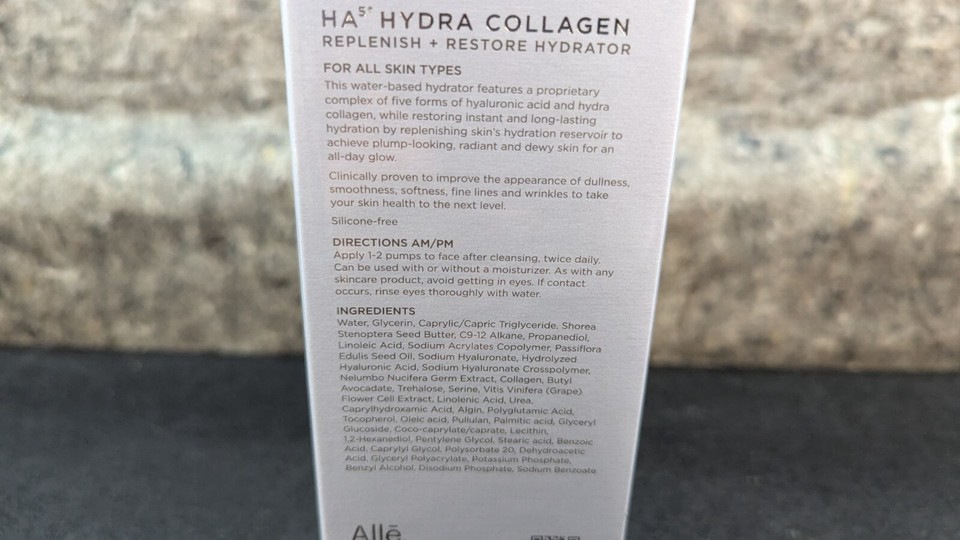 HA5® HYDRA COLLAGEN
REPLENISH + RESTORE HYDRATOR
FOR ALL SKIN TYPES
This water-based hydrator features a proprietary
complex of five forms of hyaluronic acid and hydra
collagen, while restoring instant and long-lasting
hydration by replenishing skin's hydration reservoir to
achieve plump-looking, radiant and dewy skin for an
all-day glow.
Clinically proven to improve the appearance of dullness,
smoothness, softness, fine lines and wrinkles to take
your skin health to the next level.
Silicone-free
DIRECTIONS AM/PM
Apply 1-2 pumps to face after cleansing, twice daily.
Can be used with or without a moisturizer. As with any
skincare product, avoid getting in eyes. If contact
occurs, rinse eyes thoroughly with water.
INGREDIENTS
Water, Glycerin, Caprylic/Capric Triglyceride, Shorea
Stenoptera Seed Butter, C9-12 Alkane, Propanediol,
Linoleic Acid, Sodium Acrylates Copolymer, Passiflora
Edulis Seed Oil, Sodium Hyaluronate, Hydrolyzed
Hyaluronic Acid, Sodium Hyaluronate Crosspolymer,
Nelumbo Nucifera Germ Extract, Collagen, Butyl
Avocadate, Trehalose, Serine, Vitis Vinifera (Grape)
Flower Cell Extract, Linolenic Acid, Urea,
Caprylhydroxamic Acid, Algin, Polyglutamic Acid,
Tocopherol, Oleic acid, Pullulan, Palmitic acid, Glyceryl
Glucoside, Coco-caprylate/caprate, Lecithin,
1,2-Hexanediol, Pentylene Glycol, Stearic acid, Benzoic
Acid, Caprylyl Glycol, Polysorbate 20, Dehydroacetic
Acid, Glyceryl Polyacrylate, Potassium Phosphate,
Benzyl Alcohol, Disodium Phosphate, Sodium Benzoate
Allē